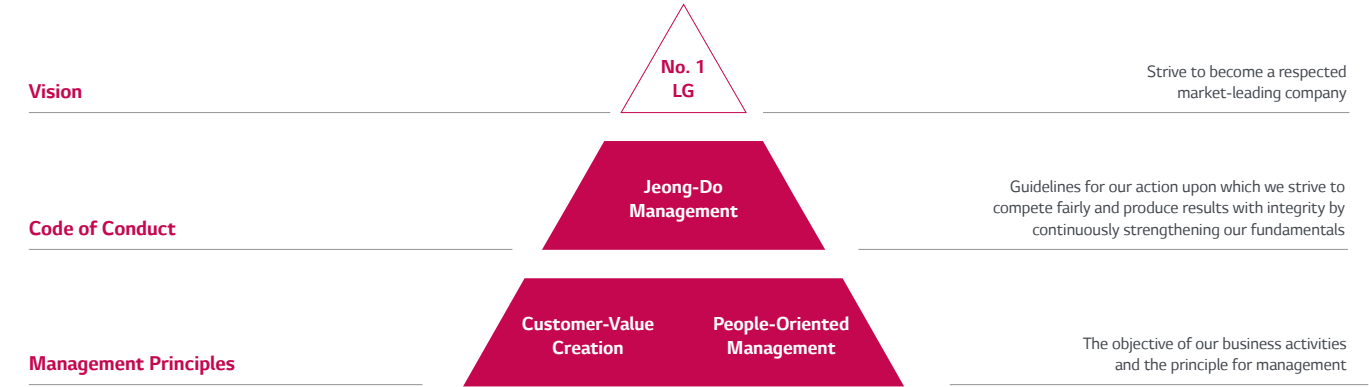 Vision
No. 1
LG
Strive to become a respected
market-leading company
Code of Conduct
Jeong-Do
Management
Guidelines for our action upon which we strive to
compete fairly and produce results with integrity by
continuously strengthening our fundamentals
Management Principles
Customer-Value
Creation
People-Oriented
Management
The objective of our business activities
and the principle for management